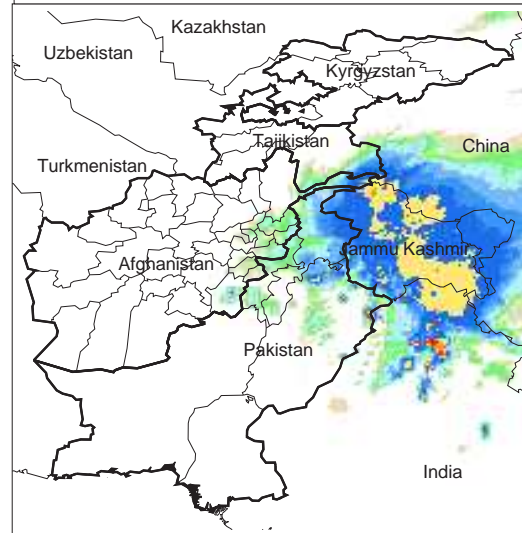 Kazakhstan
Uzbekistan
Kyrgyzstan
Tajikistan
China
Turkmenistan
Jammu Kashmir
Afghanistan
Pakistan
India